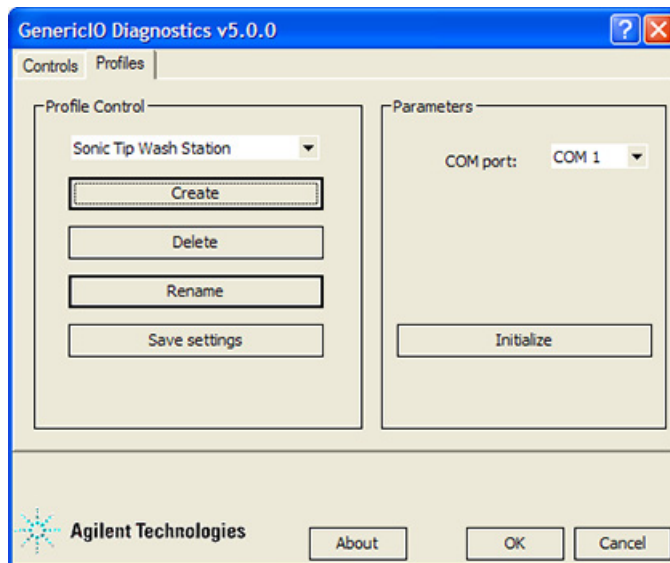 GenericIO Diagnostics v5.0.0
Controls Profiles
Profile Control
Sonic Tip Wash Station
Create
Delete
Rename
Save settings
Parameters
COM port: COM 1
Initialize
Agilent Technologies
About OK Cancel